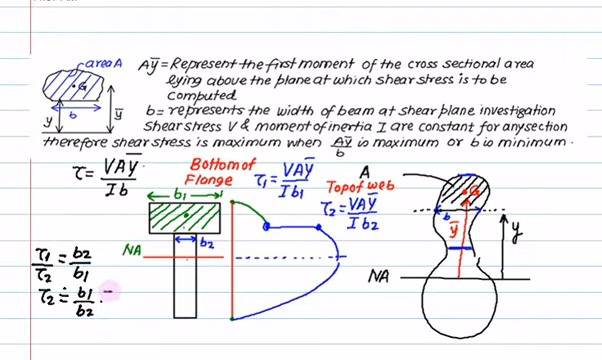 area A
G
b
y
ȳ
Aȳ = Represent the first moment of the cross sectional area
lying above the plane at which shear stress is to be
computed
b = represents the width of beam at shear plane investigation
Shear stress V & moment of inertia I are constant for any section
therefore shear stress is maximum when Aȳ/b is maximum or b is minimum.
τ = VAȳ/Ib
Bottom of
Flange
τ₁ = VAȳ/Ib₁
Top of web
τ₂ = VAȳ/Ib₂
b₁
b₂
NA
τ₁/τ₂ = b₂/b₁
τ₂ = b₁/b₂ ·
A
G
b
ȳ
y
NA